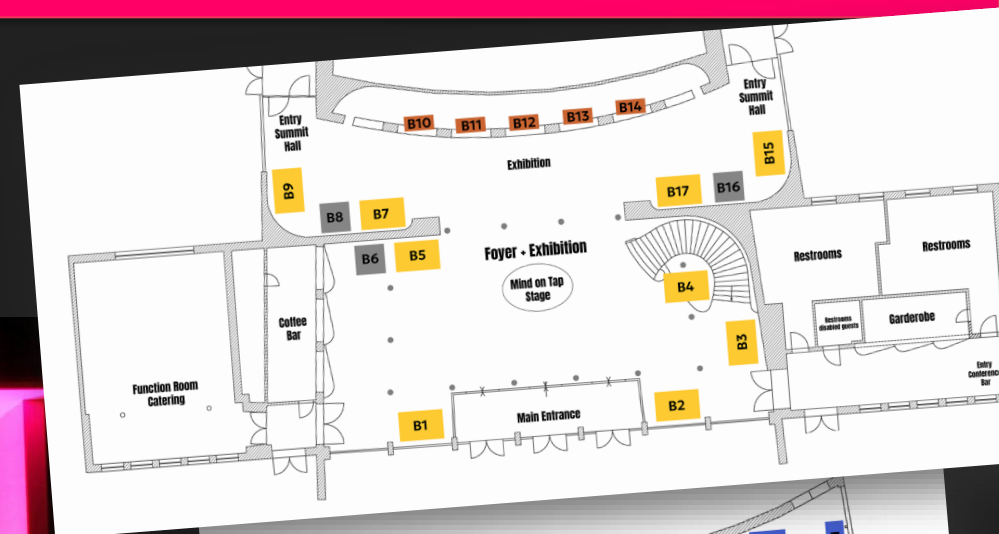 Entry
Summit
Hall
B10
B11
B12
B13
B14
Entry
Summit
Hall
B15
Exhibition
B9
B8
B7
B17
B16
B6
B5
Foyer + Exhibition
Mind on Tap
Stage
B4
Restrooms
Restrooms
Restrooms
disabled guests
Garderobe
Coffee
Bar
B3
Function Room
Catering
Entry
Conference
Bar
B1
Main Entrance
B2